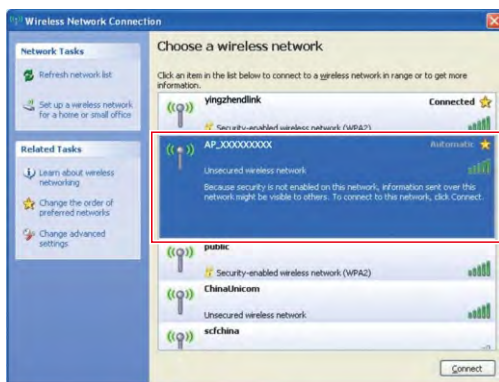 Wireless Network Connection
Network Tasks
Refresh network list
Set up a wireless network
for a home or small office
Related Tasks
Learn about wireless
networking
Change the order of
preferred networks
Change advanced
settings
Choose a wireless network
Click an item in the list below to connect to a wireless network in range or to get more
information.
yingzhendlink
Connected
Security-enabled wireless network (WPA2)
AP_XXXXXXXXX
Automatic
Unsecured wireless network
Because security is not enabled on this network, information sent over this
network might be visible to others. To connect to this network, click Connect.
public
Security-enabled wireless network (WPA2)
ChinaUnicom
Unsecured wireless network
scfchina
Connect